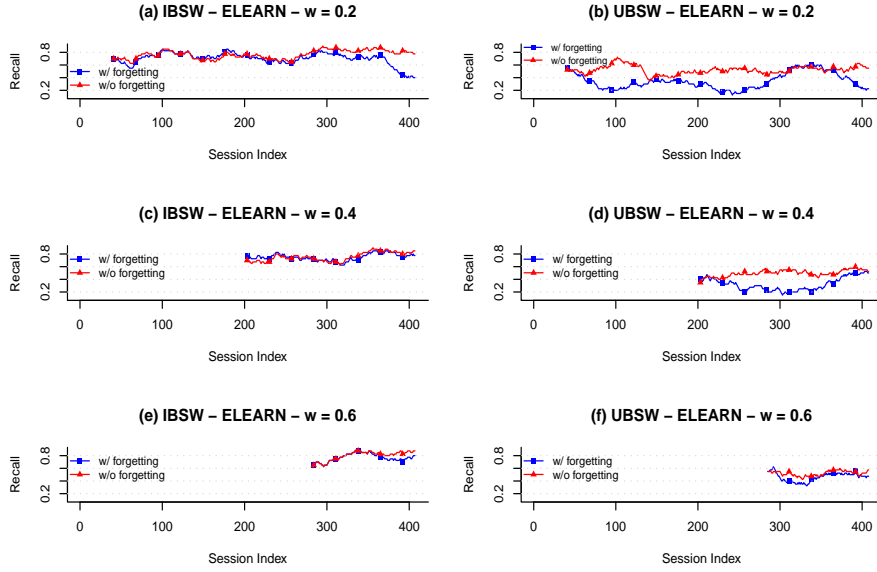 (a) IBSW – ELEARN – w = 0.2
Recall
0.2
0.8
w/ forgetting
w/o forgetting
0
100
200
300
400
Session Index
(b) UBSW – ELEARN – w = 0.2
Recall
0.2
0.8
w/ forgetting
w/o forgetting
0
100
200
300
400
Session Index
(c) IBSW – ELEARN – w = 0.4
Recall
0.2
0.8
w/ forgetting
w/o forgetting
0
100
200
300
400
Session Index
(d) UBSW – ELEARN – w = 0.4
Recall
0.2
0.8
w/ forgetting
w/o forgetting
0
100
200
300
400
Session Index
(e) IBSW – ELEARN – w = 0.6
Recall
0.2
0.8
w/ forgetting
w/o forgetting
0
100
200
300
400
Session Index
(f) UBSW – ELEARN – w = 0.6
Recall
0.2
0.8
w/ forgetting
w/o forgetting
0
100
200
300
400
Session Index